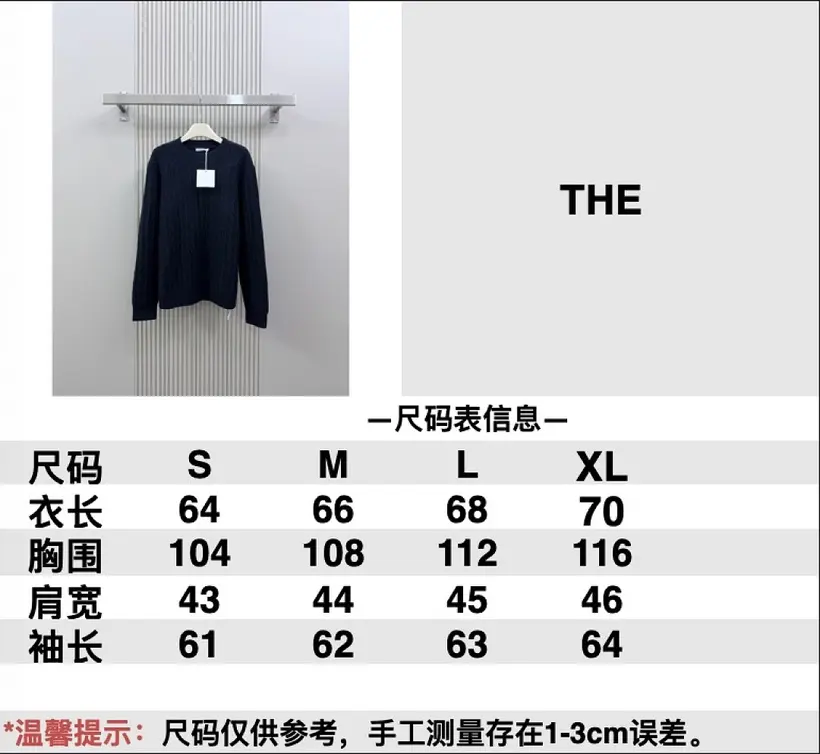 THE
—尺码表信息—
尺码 S M L XL
衣长 64 66 68 70
胸围 104 108 112 116
肩宽 43 44 45 46
袖长 61 62 63 64
*温馨提示：尺码仅供参考，手工测量存在1-3cm误差。